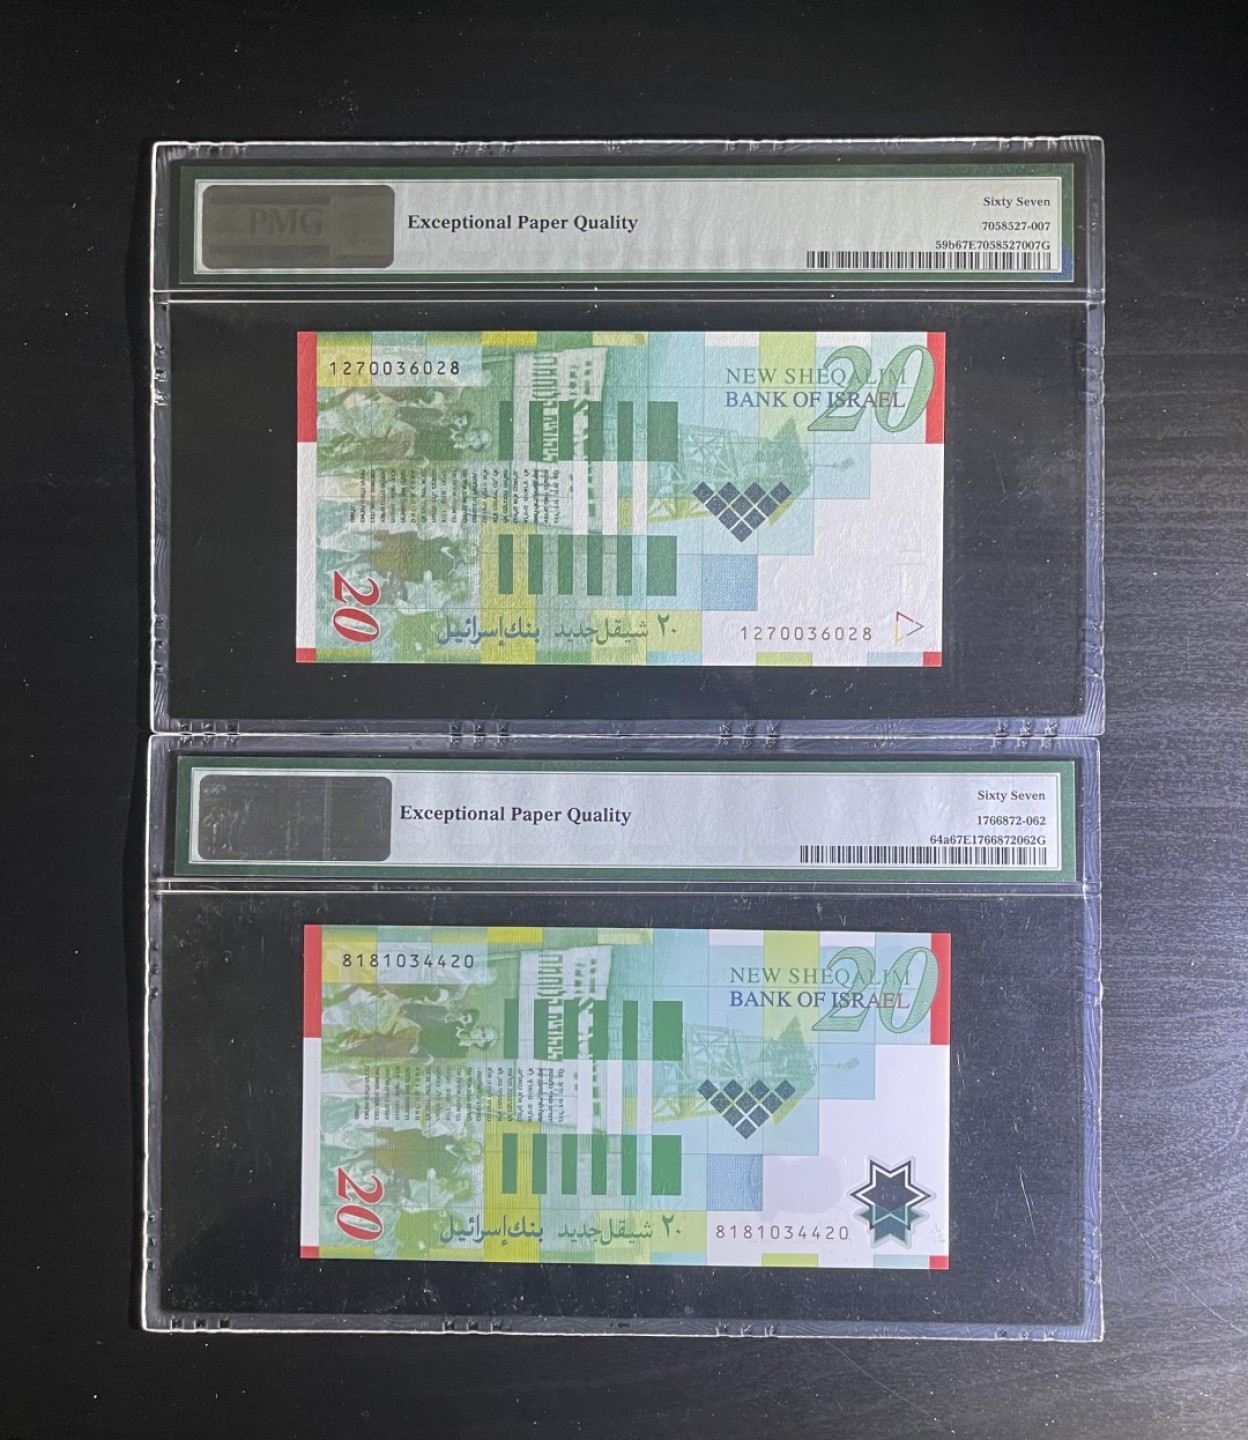 PMG
Exceptional Paper Quality
Sixty Seven
7058527-007
59b67E7058527007G
1270036028
20
NEW SHEQALIM
BANK OF ISRAEL
20
٢٠ شيقل جديد بنك إسرائيل
1270036028
Exceptional Paper Quality
Sixty Seven
1766872-062
64a67E1766872062G
8181034420
20
NEW SHEQALIM
BANK OF ISRAEL
20
٢٠ شيقل جديد بنك إسرائيل
8181034420